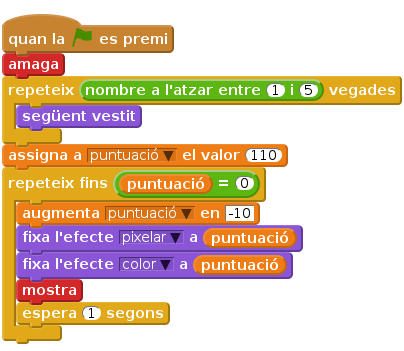 quan la es premi
amaga
repeteix nombre a l'atzar entre 1 i 5 vegades
següent vestit
assigna a puntuació el valor 110
repeteix fins puntuació = 0
augmenta puntuació en -10
fixa l'efecte pixelar a puntuació
fixa l'efecte color a puntuació
mostra
espera 1 segons